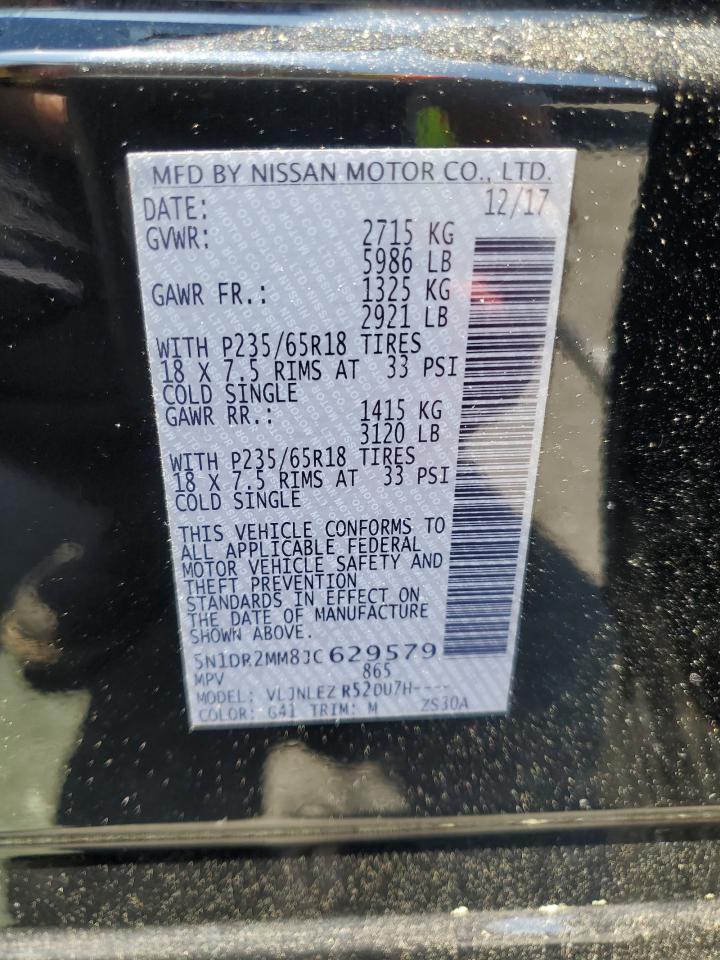 MFD BY NISSAN MOTOR CO., LTD.
DATE: 12/17
GVWR: 2715 KG
5986 LB
GAWR FR.: 1325 KG
2921 LB
WITH P235/65R18 TIRES
18 X 7.5 RIMS AT 33 PSI
COLD SINGLE
GAWR RR.: 1415 KG
3120 LB
WITH P235/65R18 TIRES
18 X 7.5 RIMS AT 33 PSI
COLD SINGLE
THIS VEHICLE CONFORMS TO
ALL APPLICABLE FEDERAL
MOTOR VEHICLE SAFETY AND
THEFT PREVENTION
STANDARDS IN EFFECT ON
THE DATE OF MANUFACTURE
SHOWN ABOVE.
5N1DR2MM8JC629579
MPV 865
MODEL: VLJNLEZ R52DU7H----
COLOR: G41 TRIM: M ZS30A